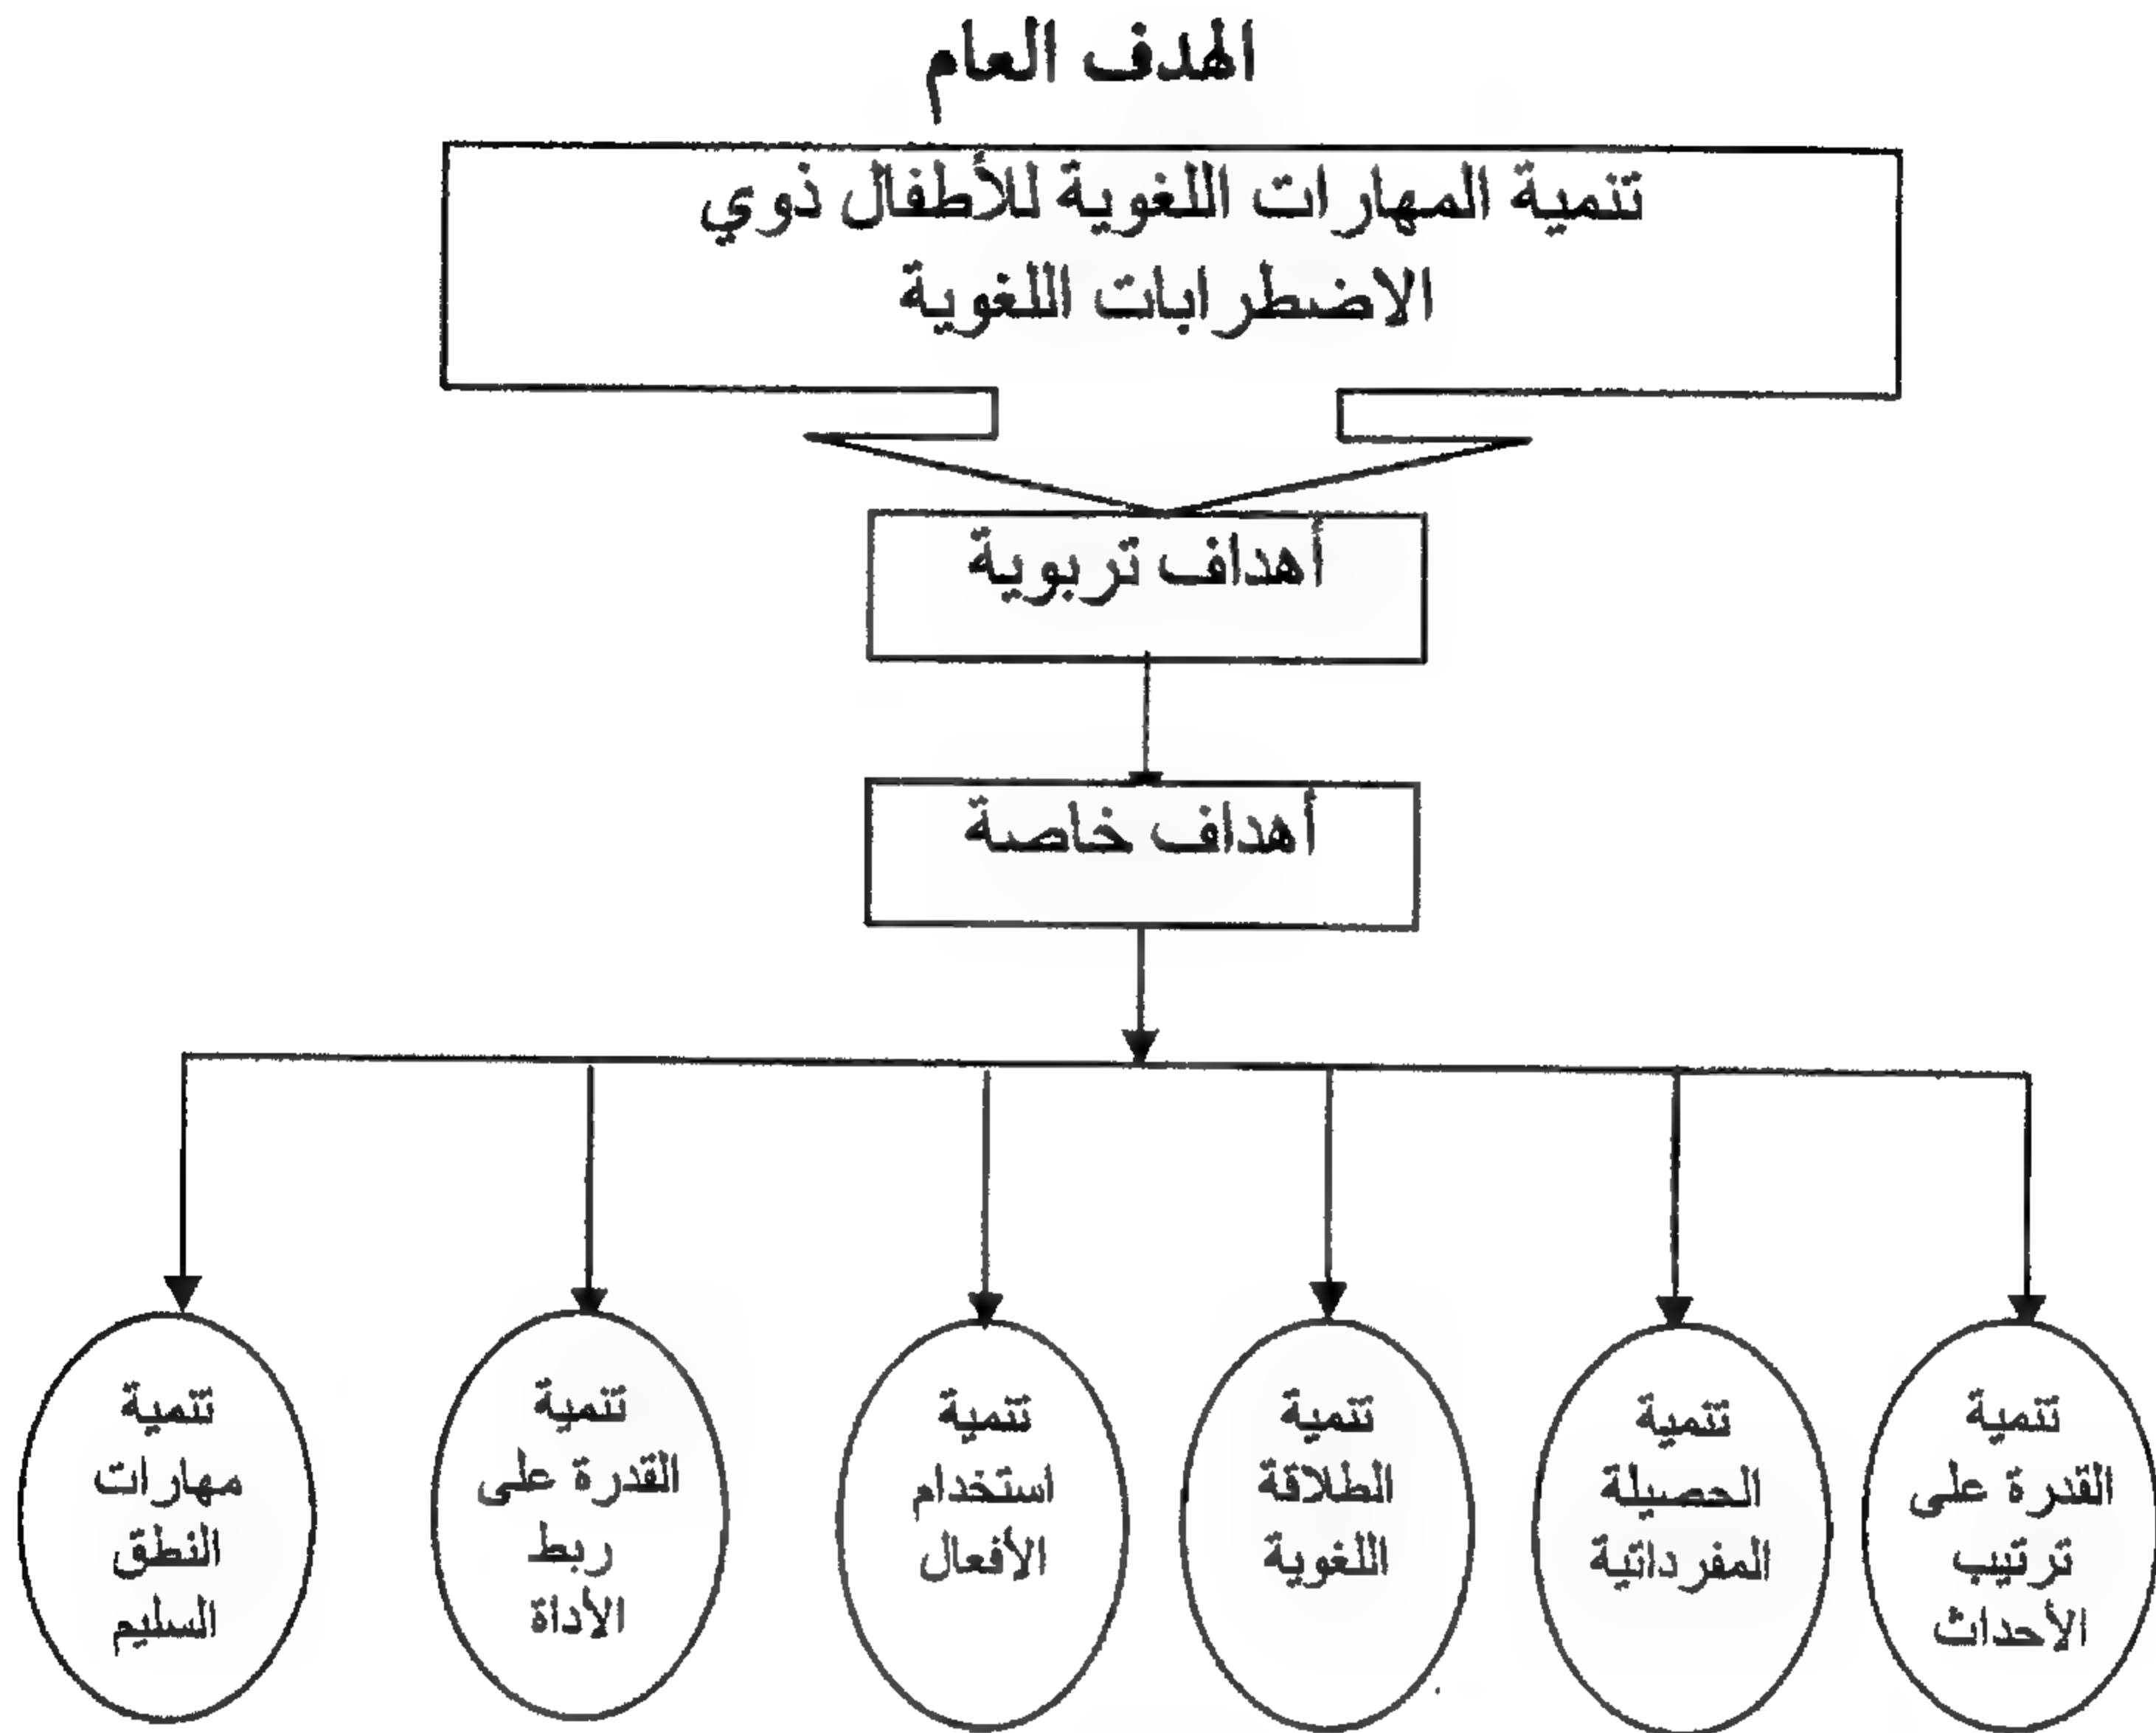 الهدف العام
تنمية المهارات اللغوية للأطفال ذوي
الاضطرابات اللغوية
أهداف تربوية
أهداف خاصة
تنمية
القدرة على
ترتيب
الأحداث
تنمية
الحصيلة
المفرداتية
تنمية
الطلاقة
اللغوية
تنمية
استخدام
الأفعال
تنمية
القدرة على
ربط
الأداة
تنمية
مهارات
النطق
السليم